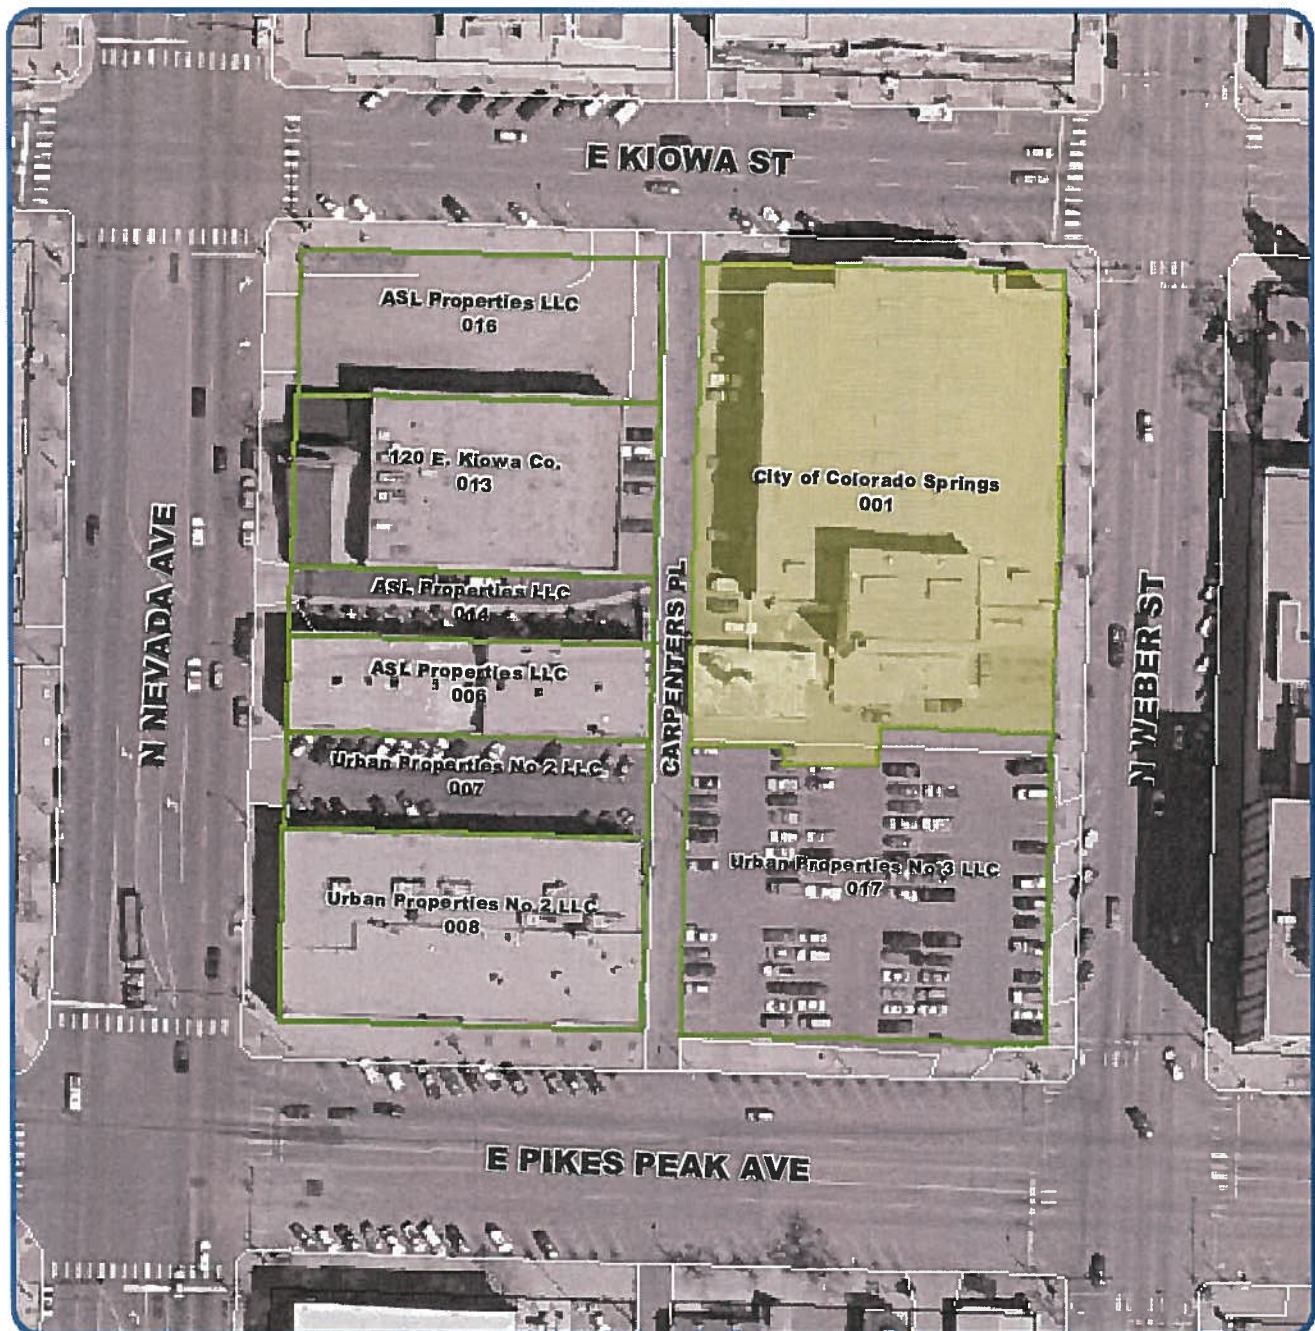 E KIOWA ST
ASL Properties LLC
016
120 E. Kiowa Co.
013
City of Colorado Springs
001
ASL Properties LLC
014
ASL Properties LLC
006
N NEVADA AVE
CARPENTERS PL
N WEBER ST
Urban Properties No 2 LLC
007
Urban Properties No 3 LLC
017
Urban Properties No 2 LLC
008
E PIKES PEAK AVE